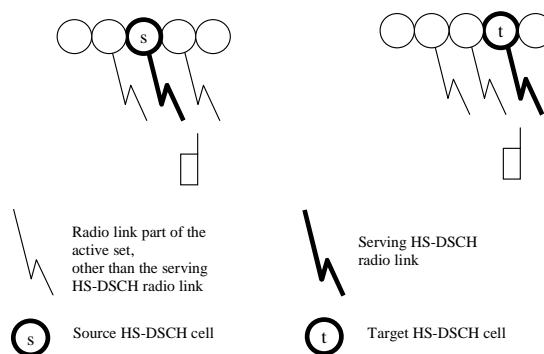 s
t
Radio link part of the
active set,
other than the serving
HS-DSCH radio link
Serving HS-DSCH
radio link
s
Source HS-DSCH cell
t
Target HS-DSCH cell